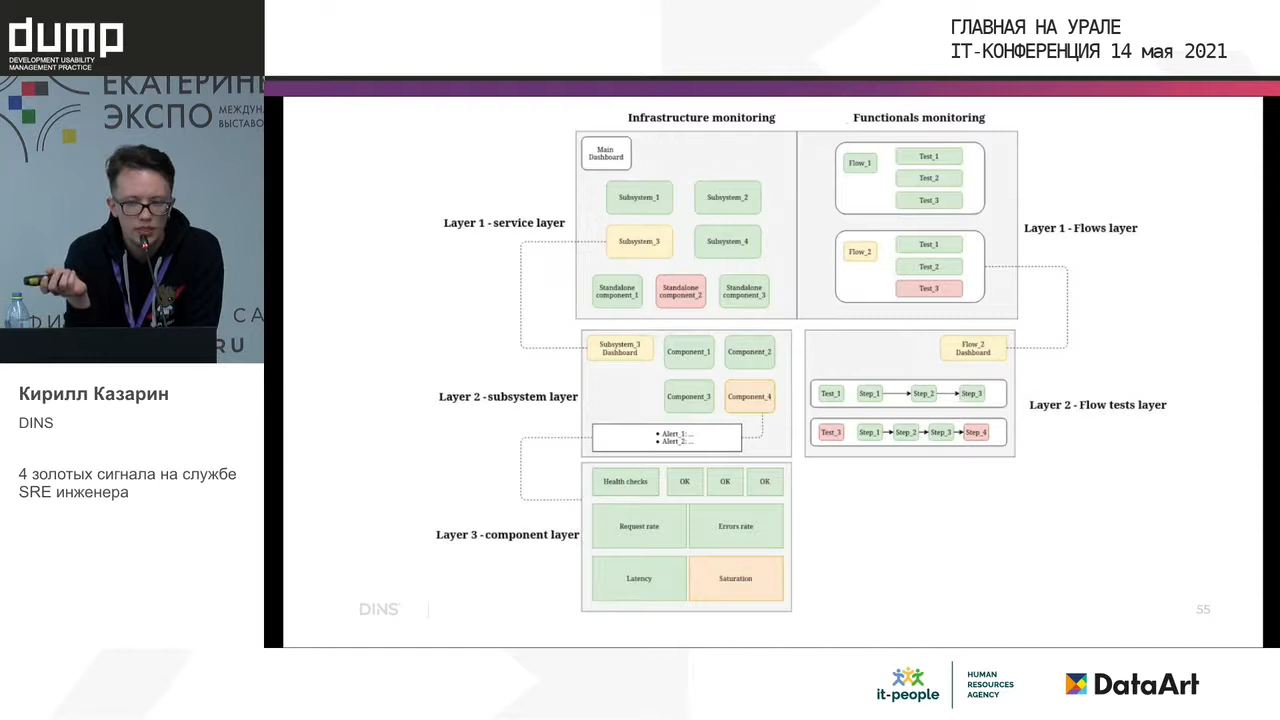 dump
DEVELOPMENT USABILITY
MANAGEMENT PRACTICE
ГЛАВНАЯ НА УРАЛЕ
IT-КОНФЕРЕНЦИЯ 14 мая 2021
ЭКСПО
Кирилл Казарин
DINS
4 золотых сигнала на службе
SRE инженера
Infrastructure monitoring
Functionals monitoring
Main
Dashboard
Subsystem_1
Subsystem_2
Subsystem_3
Subsystem_4
Standalone
component_1
Standalone
component_2
Standalone
component_3
Layer 1 - service layer
Flow_1
Test_1
Test_2
Test_3
Flow_2
Test_1
Test_2
Test_3
Layer 1 - Flows layer
Subsystem_3
Dashboard
Component_1
Component_2
Component_3
Component_4
• Alert_1: ...
• Alert_2: ...
Layer 2 - subsystem layer
Flow_2
Dashboard
Test_1 Step_1 Step_2 Step_3
Test_3 Step_1 Step_2 Step_3 Step_4
Layer 2 - Flow tests layer
Health checks OK OK OK
Request rate Errors rate
Layer 3 - component layer
Latency Saturation
DINS
55
it-people
HUMAN
RESOURCES
AGENCY
DataArt